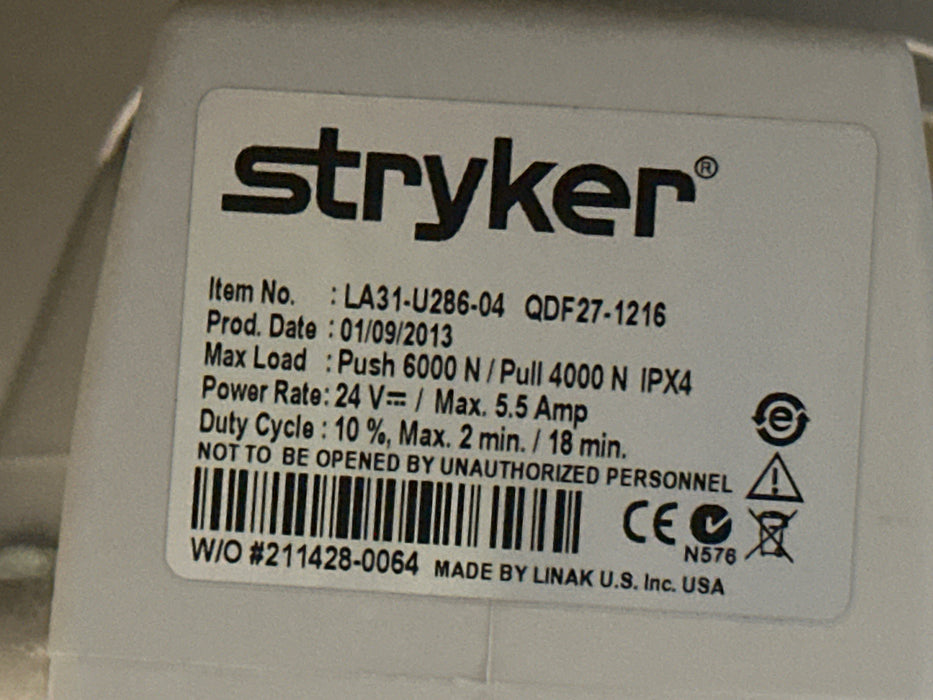 stryker®
Item No. : LA31-U286-04 QDF27-1216
Prod. Date : 01/09/2013
Max Load : Push 6000 N / Pull 4000 N IPX4
Power Rate: 24 V⎓ / Max. 5.5 Amp
Duty Cycle : 10 %, Max. 2 min. / 18 min.
NOT TO BE OPENED BY UNAUTHORIZED PERSONNEL
CE
N576
W/O #211428-0064 MADE BY LINAK U.S. Inc. USA